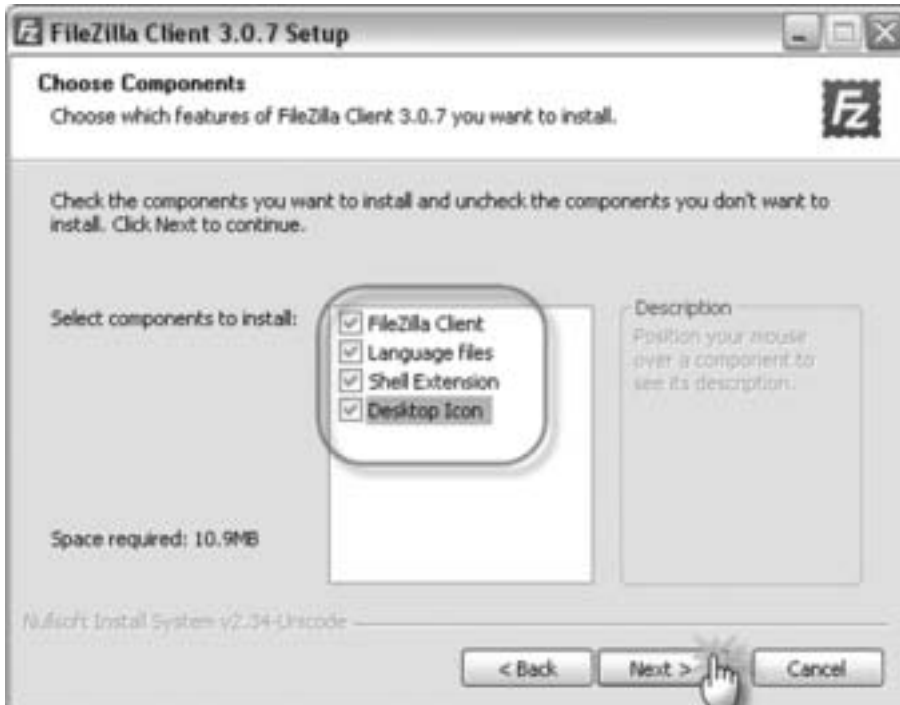 FileZilla Client 3.0.7 Setup
Choose Components
Choose which features of FileZilla Client 3.0.7 you want to install.
Fz
Check the components you want to install and uncheck the components you don't want to
install. Click Next to continue.
Select components to install:
FileZilla Client
Language files
Shell Extension
Desktop Icon
Description
Position your mouse
over a component to
see its description.
Space required: 10.9MB
Nullsoft Install System v2.34-Unicode
< Back
Next >
Cancel